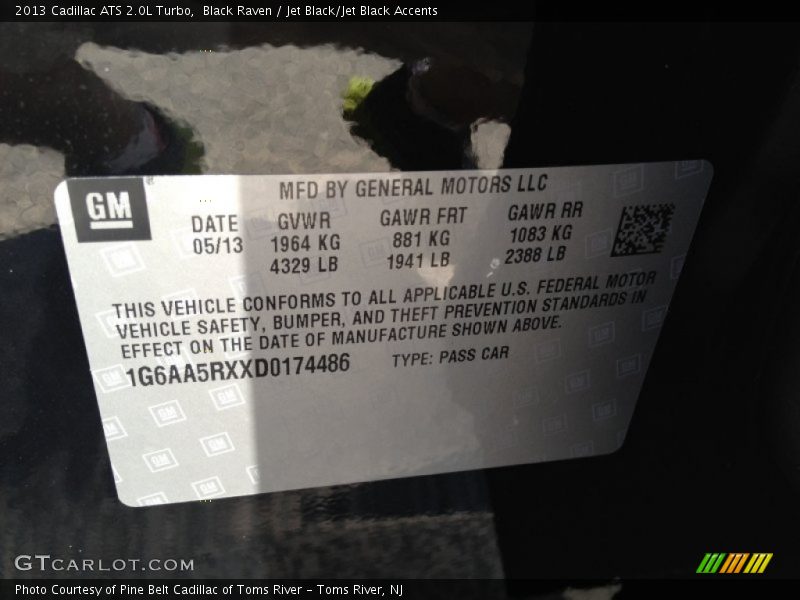 2013 Cadillac ATS 2.0L Turbo,  Black Raven / Jet Black/Jet Black Accents
GM
MFD BY GENERAL MOTORS LLC
DATE GVWR GAWR FRT GAWR RR
05/13 1964 KG 881 KG 1083 KG
4329 LB 1941 LB 2388 LB
THIS VEHICLE CONFORMS TO ALL APPLICABLE U.S. FEDERAL MOTOR
VEHICLE SAFETY, BUMPER, AND THEFT PREVENTION STANDARDS IN
EFFECT ON THE DATE OF MANUFACTURE SHOWN ABOVE.
1G6AA5RXXD0174486 TYPE: PASS CAR
GTCARLOT.COM
Photo Courtesy of Pine Belt Cadillac of Toms River – Toms River, NJ